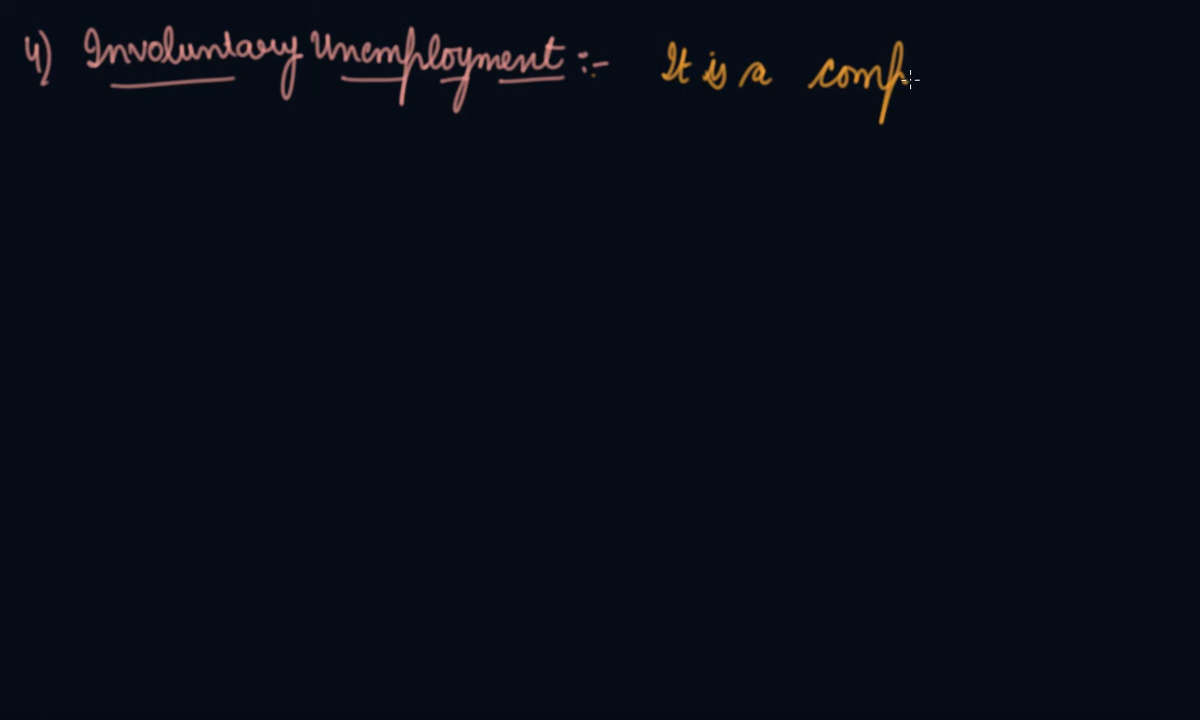 4) Involuntary Unemployment :- It is a comp